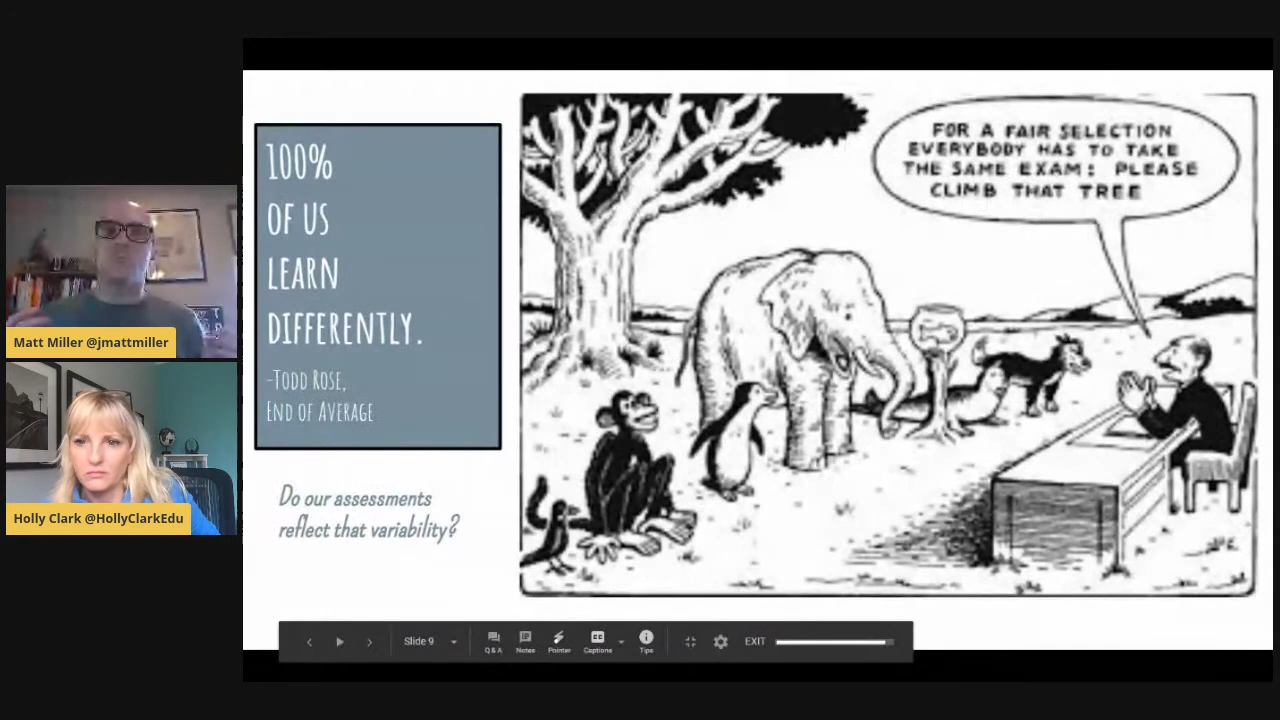 100%
OF US
LEARN
DIFFERENTLY.
-TODD ROSE,
END OF AVERAGE
Do our assessments
reflect that variability?
FOR A FAIR SELECTION
EVERYBODY HAS TO TAKE
THE SAME EXAM: PLEASE
CLIMB THAT TREE
Matt Miller @jmattmiller
Holly Clark @HollyClarkEdu
Slide 9
Q & A
Notes
Pointer
Captions
Tips
EXIT